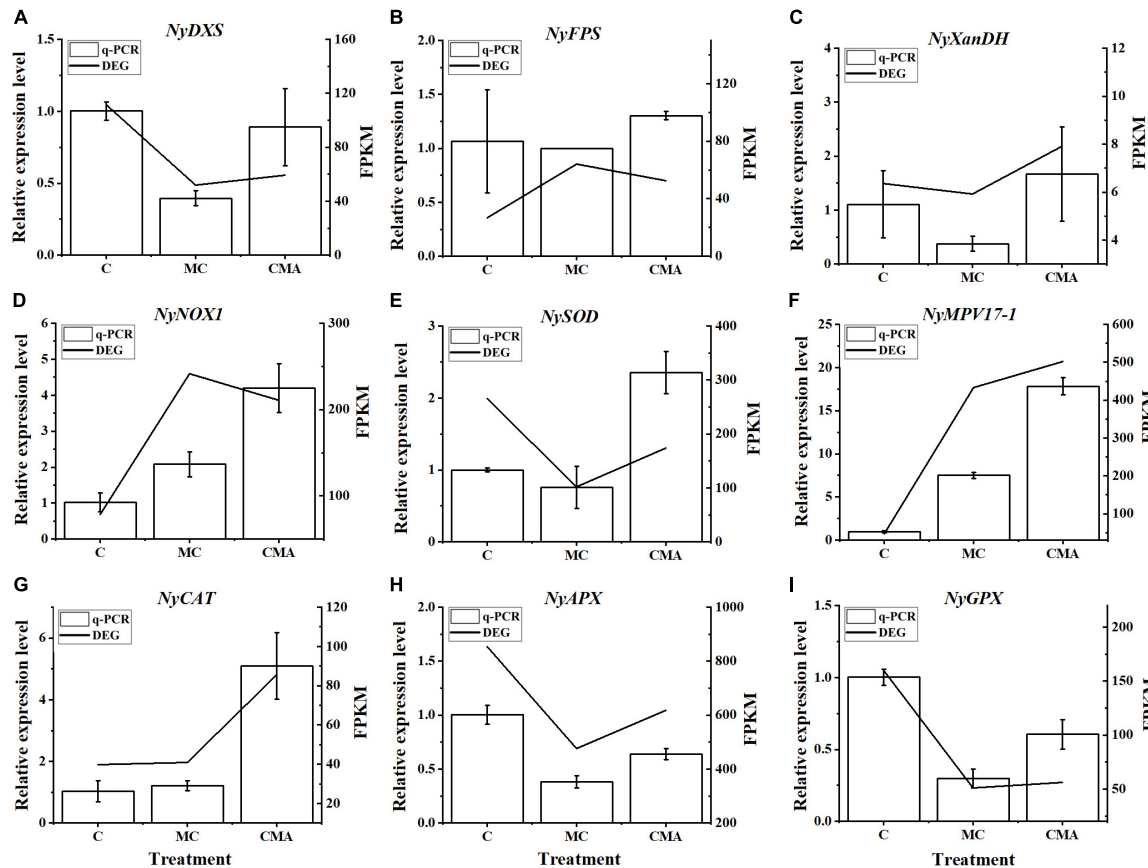 A
NyDXS
q-PCR
DEG
Relative expression level
1.5
1.0
0.5
0.0
160
120
80
40
0
FPKM
C MC CMA
B
NyFPS
q-PCR
DEG
Relative expression level
2.0
1.5
1.0
0.5
0.0
120
80
40
0
FPKM
C MC CMA
C
NyXanDH
q-PCR
DEG
Relative expression level
4
3
2
1
0
12
10
8
6
4
FPKM
C MC CMA
D
NyNOX1
q-PCR
DEG
Relative expression level
6
5
4
3
2
1
0
300
200
100
FPKM
C MC CMA
E
NySOD
q-PCR
DEG
Relative expression level
3
2
1
0
400
300
200
100
0
FPKM
C MC CMA
F
NyMPV17-1
q-PCR
DEG
Relative expression level
25
20
15
10
5
0
600
500
400
300
200
100
FPKM
C MC CMA
G
NyCAT
q-PCR
DEG
Relative expression level
6
4
2
0
120
100
80
60
40
20
FPKM
C MC CMA
Treatment
H
NyAPX
q-PCR
DEG
Relative expression level
2.0
1.5
1.0
0.5
0.0
1000
800
600
400
200
FPKM
C MC CMA
Treatment
I
NyGPX
q-PCR
DEG
Relative expression level
1.5
1.0
0.5
0.0
200
150
100
50
FPKM
C MC CMA
Treatment